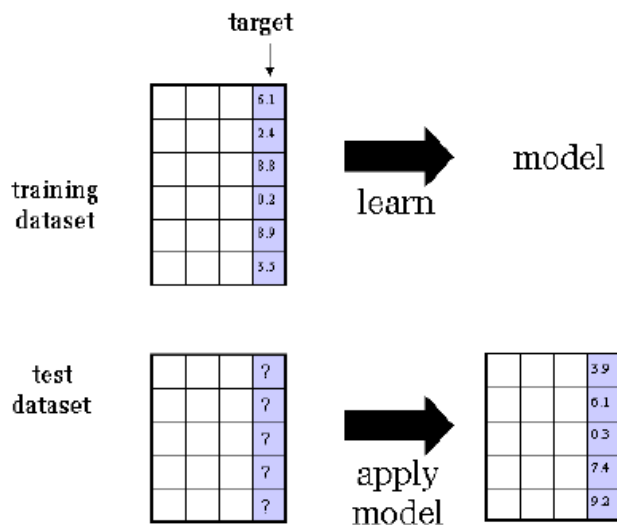 target
6.1
2.4
8.8
0.2
8.9
3.5
training
dataset
learn
model
test
dataset
?
?
?
?
?
apply
model
3.9
6.1
0.3
7.4
9.2